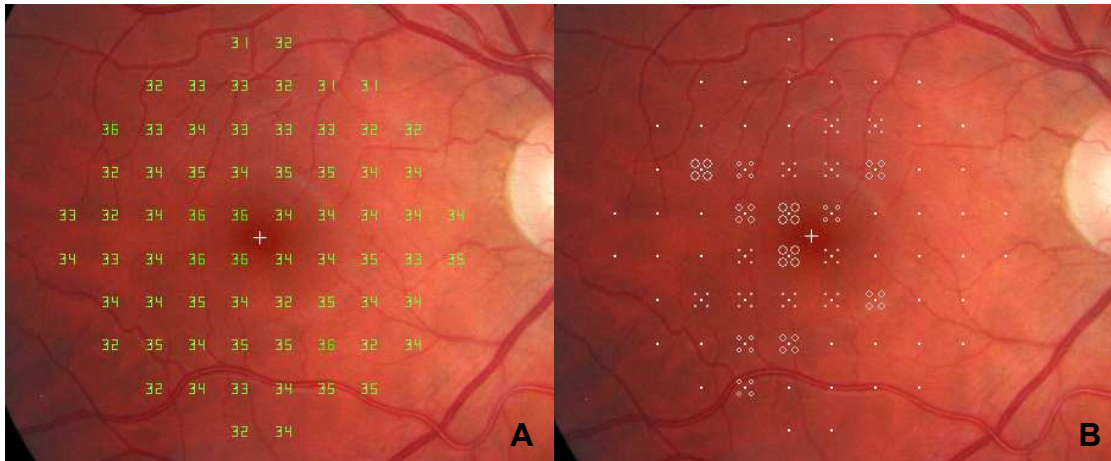 31 32
32 33 33 32 31 31
36 33 34 33 33 33 32 32
32 34 35 34 35 35 34 34
33 32 34 36 36 34 34 34 34 34
34 33 34 36 36 34 34 35 33 35
34 34 35 34 32 35 34 34
32 35 34 35 35 36 32 34
32 34 33 34 35 35
32 34
A B